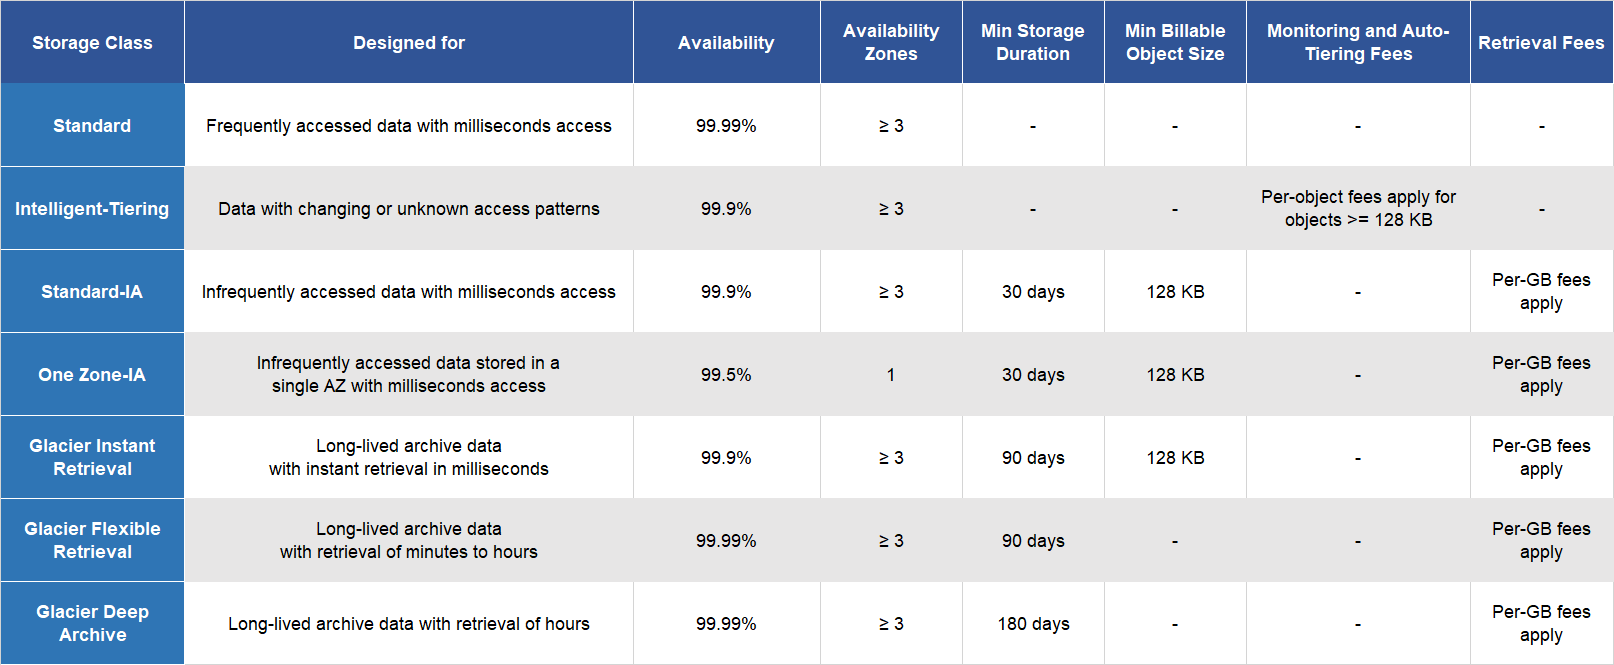 Storage Class
Designed for
Availability
Availability
Zones
Min Storage
Duration
Min Billable
Object Size
Monitoring and Auto-
Tiering Fees
Retrieval Fees
Standard
Frequently accessed data with milliseconds access
99.99%
≥ 3
-
-
-
-
Intelligent-Tiering
Data with changing or unknown access patterns
99.9%
≥ 3
-
-
Per-object fees apply for
objects >= 128 KB
-
Standard-IA
Infrequently accessed data with milliseconds access
99.9%
≥ 3
30 days
128 KB
-
Per-GB fees
apply
One Zone-IA
Infrequently accessed data stored in a
single AZ with milliseconds access
99.5%
1
30 days
128 KB
-
Per-GB fees
apply
Glacier Instant
Retrieval
Long-lived archive data
with instant retrieval in milliseconds
99.9%
≥ 3
90 days
128 KB
-
Per-GB fees
apply
Glacier Flexible
Retrieval
Long-lived archive data
with retrieval of minutes to hours
99.99%
≥ 3
90 days
-
-
Per-GB fees
apply
Glacier Deep
Archive
Long-lived archive data with retrieval of hours
99.99%
≥ 3
180 days
-
-
Per-GB fees
apply